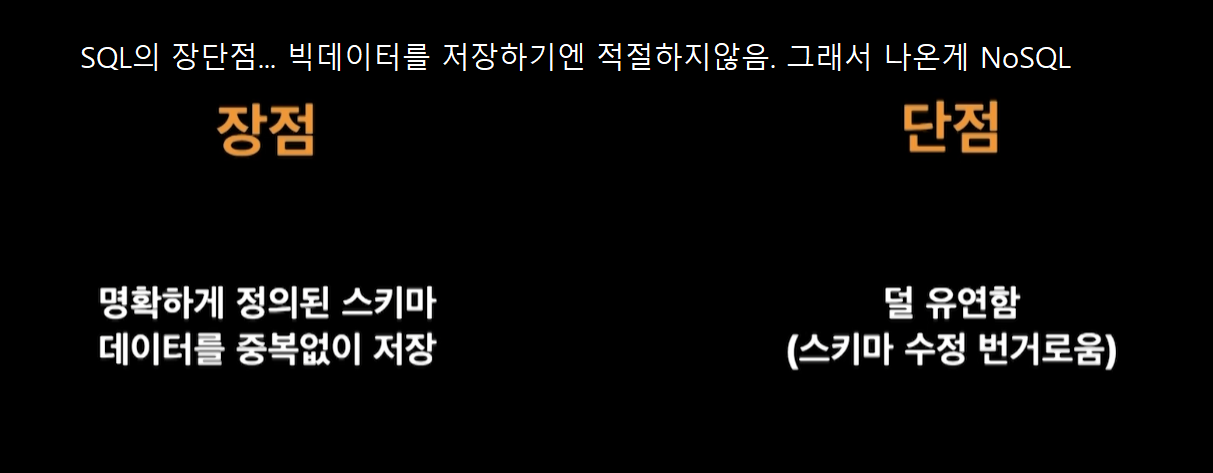 SQL의 장단점... 빅데이터를 저장하기엔 적절하지않음. 그래서 나온게 NoSQL
장점
단점
명확하게 정의된 스키마
데이터를 중복없이 저장
덜 유연함
(스키마 수정 번거로움)